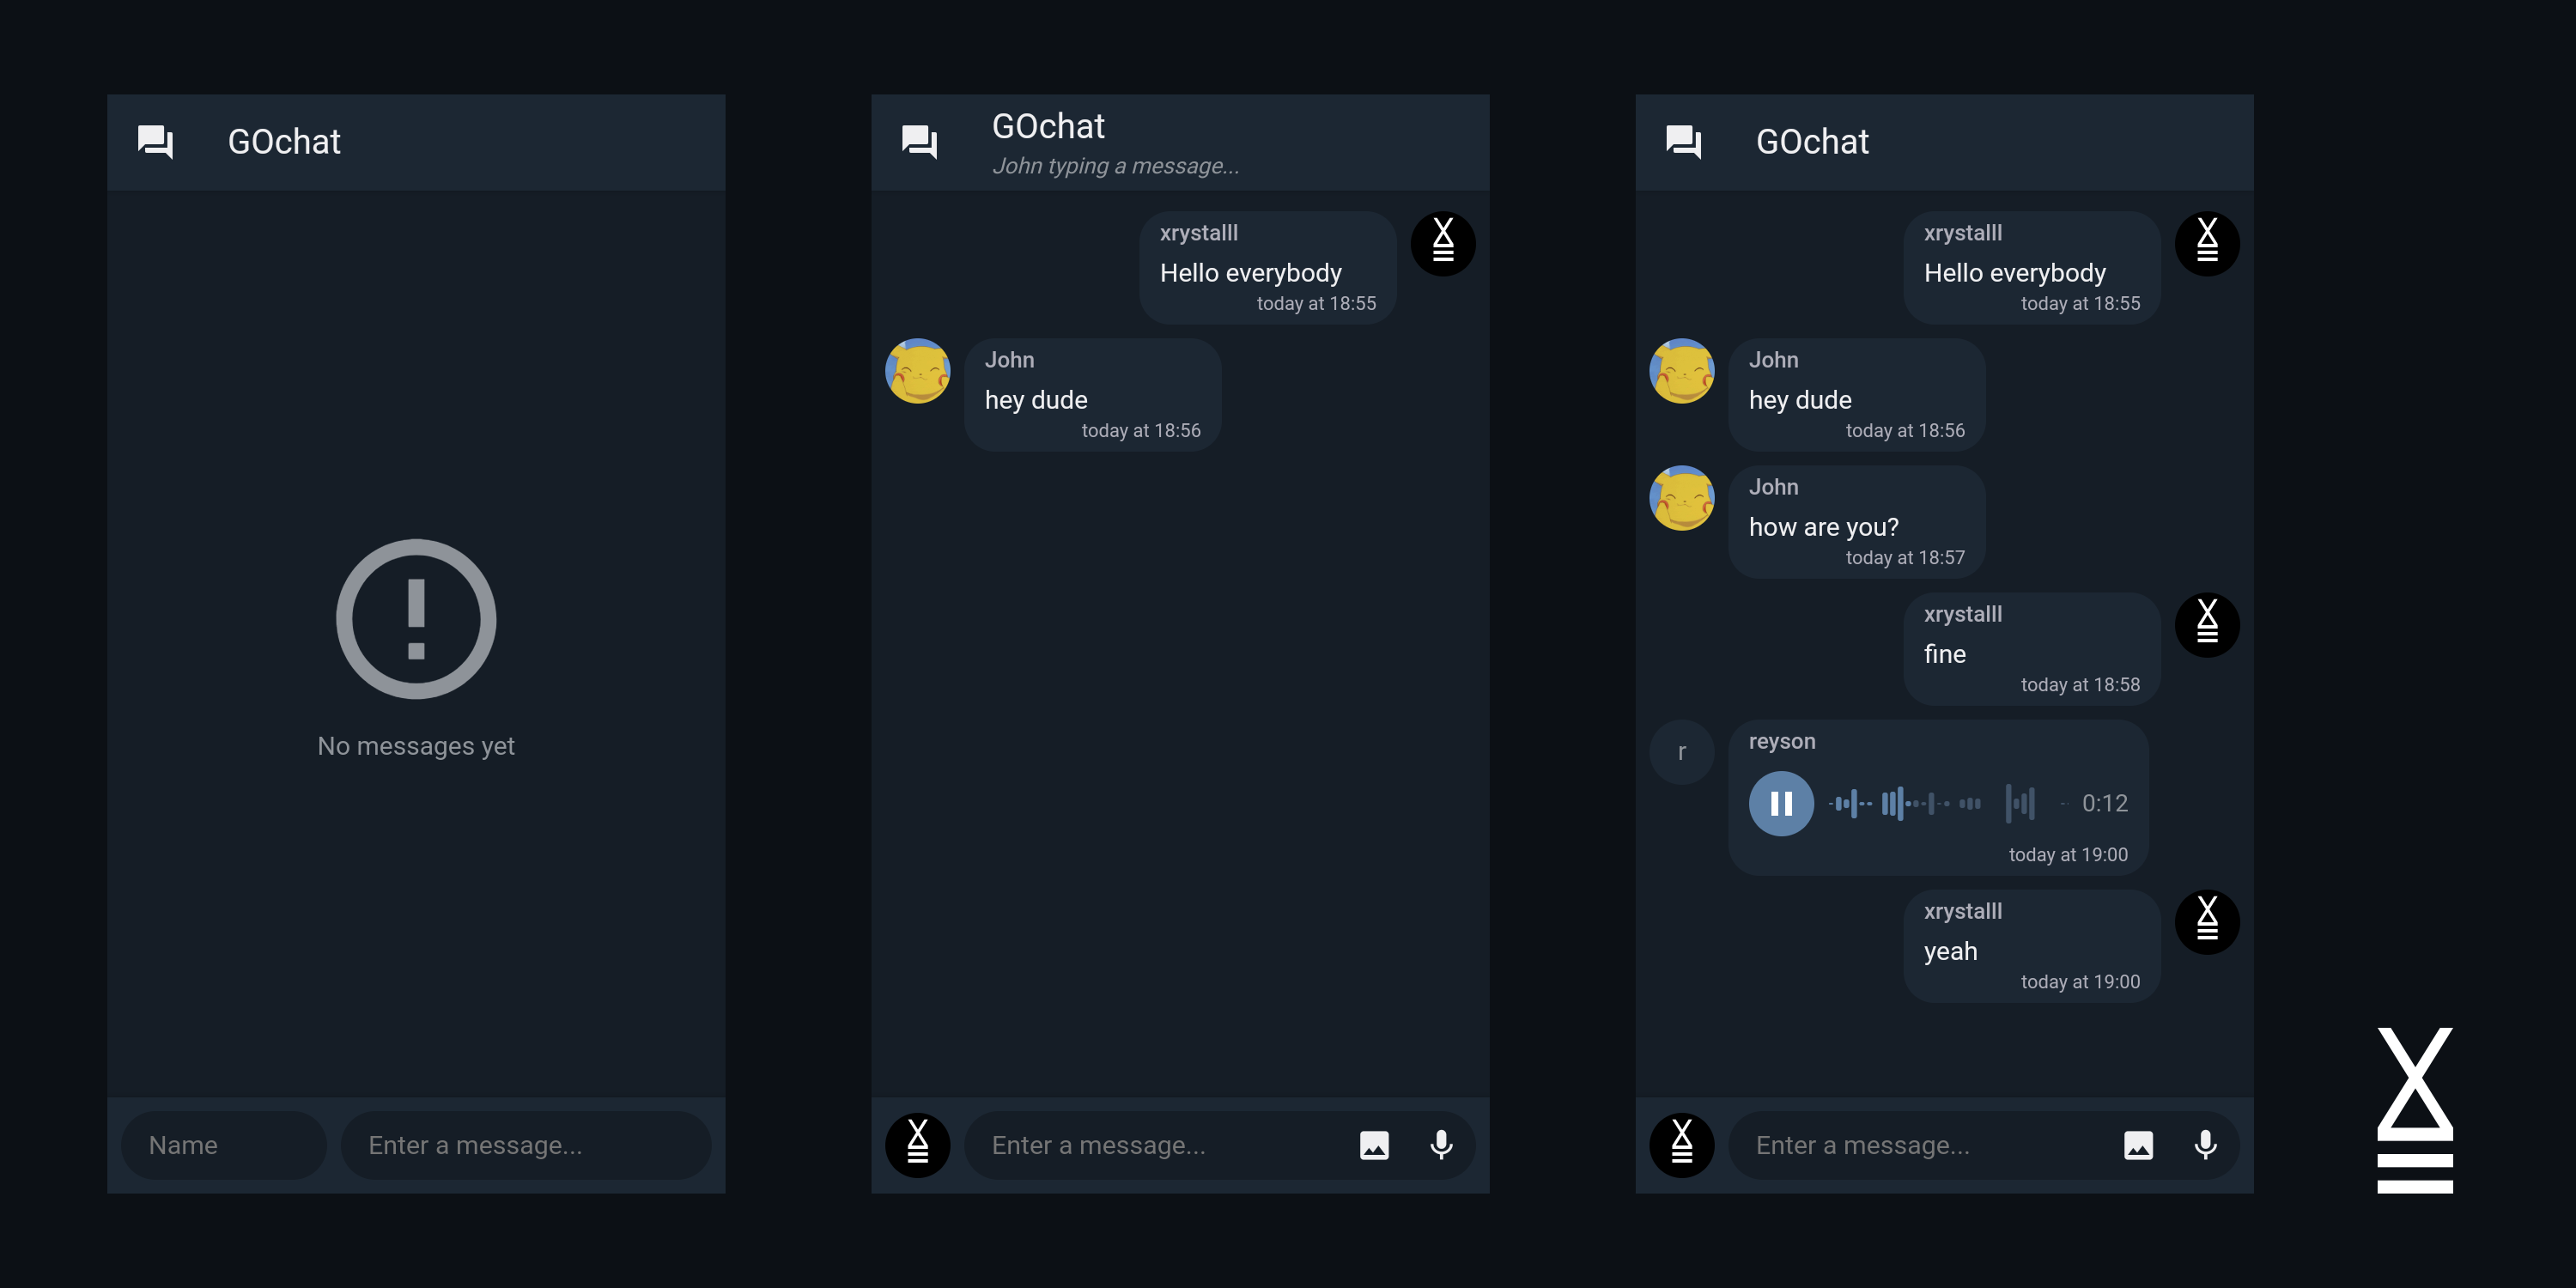 GOchat
No messages yet
Name
Enter a message...
GOchat
John typing a message...
xrystalll
Hello everybody
today at 18:55
John
hey dude
today at 18:56
Enter a message...
GOchat
xrystalll
Hello everybody
today at 18:55
John
hey dude
today at 18:56
John
how are you?
today at 18:57
xrystalll
fine
today at 18:58
r
reyson
0:12
today at 19:00
xrystalll
yeah
today at 19:00
Enter a message...